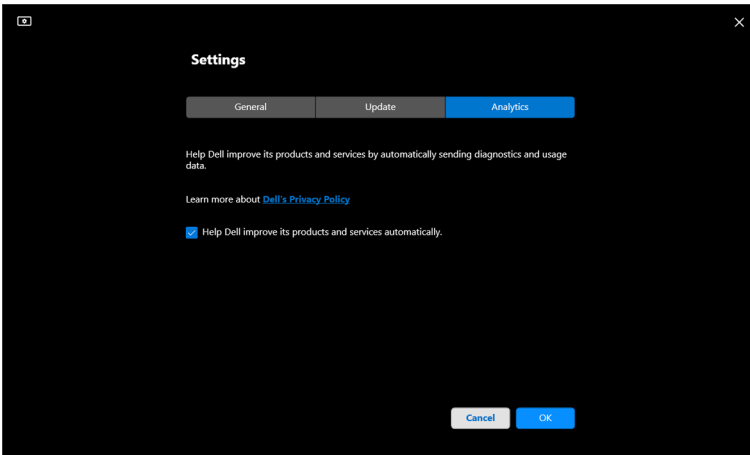 Settings
General Update Analytics
Help Dell improve its products and services by automatically sending diagnostics and usage
data.
Learn more about Dell's Privacy Policy
Help Dell improve its products and services automatically.
Cancel OK